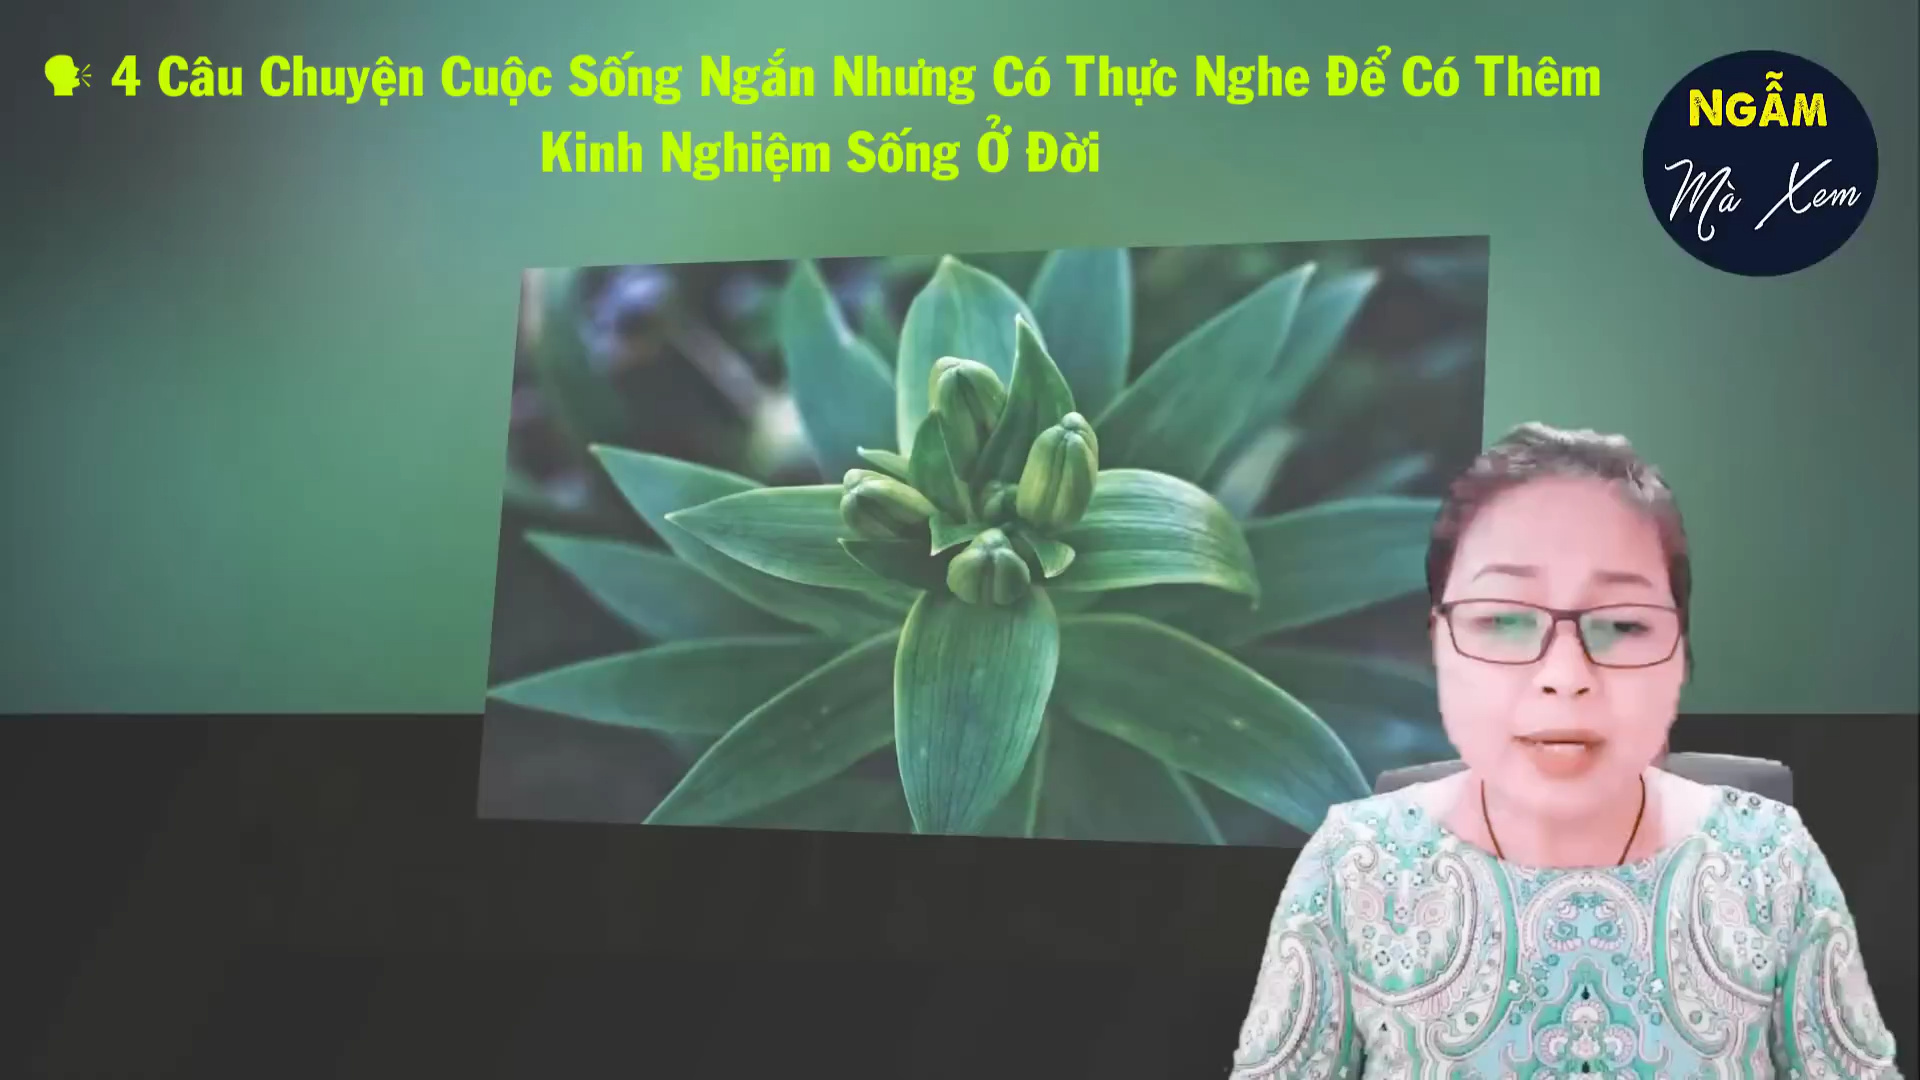 🗣 4 Câu Chuyện Cuộc Sống Ngắn Nhưng Có Thực Nghe Để Có Thêm
Kinh Nghiệm Sống Ở Đời
NGẪM
Mà Xem